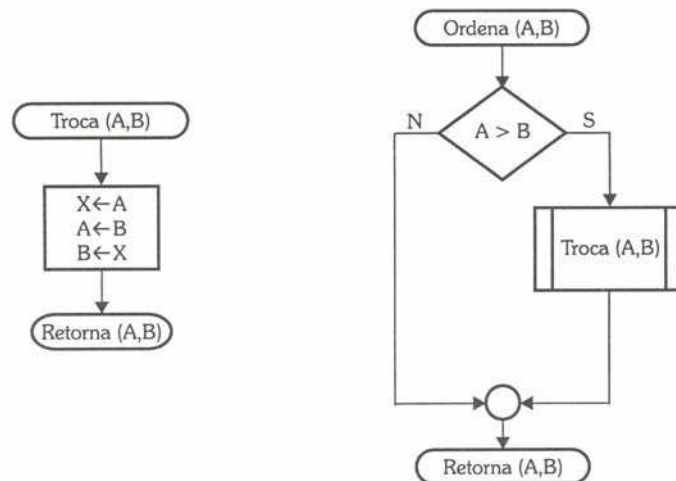 Troca (A,B)
X←A
A←B
B←X
Retorna (A,B)
Ordena (A,B)
N
A > B
S
Troca (A,B)
Retorna (A,B)